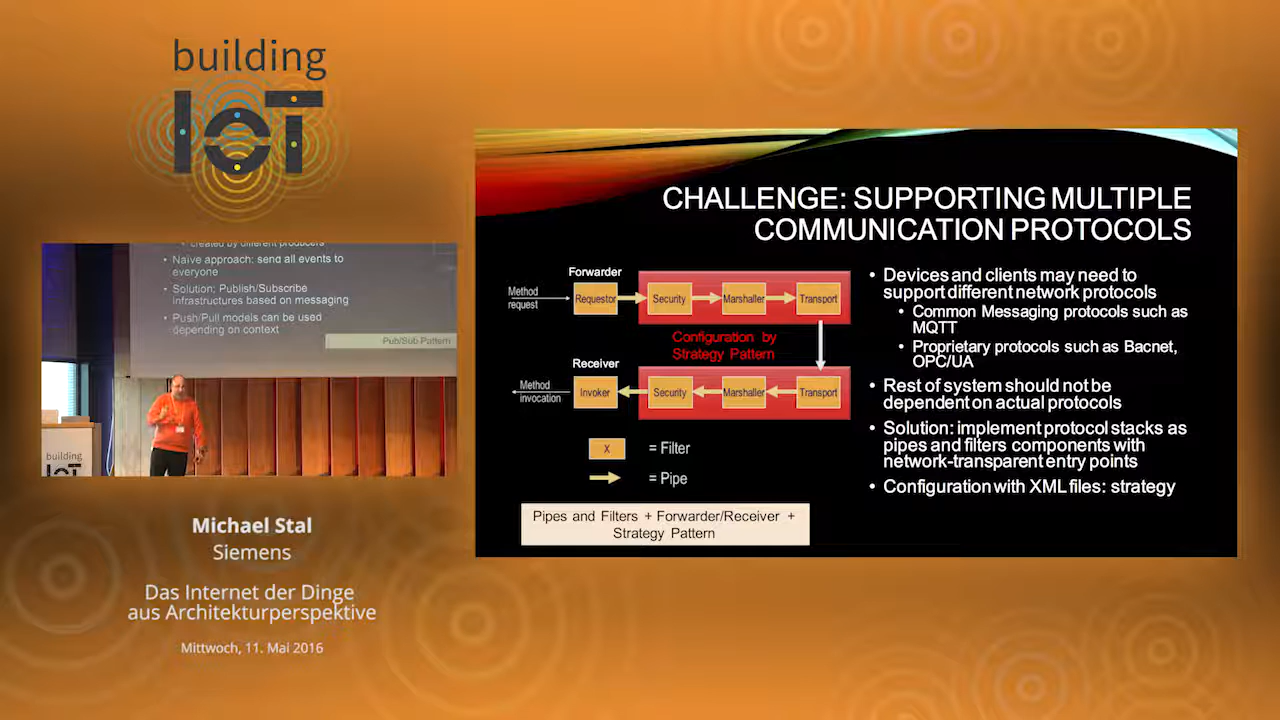 building
IoT
created by different producers
• Naïve approach: send all events to
everyone
• Solution: Publish/Subscribe
infrastructures based on messaging
• Push/Pull models can be used
depending on context
Pub/Sub Pattern
building
IoT
Michael Stal
Siemens
Das Internet der Dinge
aus Architekturperspektive
Mittwoch, 11. Mai 2016
CHALLENGE: SUPPORTING MULTIPLE
COMMUNICATION PROTOCOLS
Forwarder
Method
request
Requestor
Security
Marshaller
Transport
Configuration by
Strategy Pattern
Receiver
Method
invocation
Invoker
Security
Marshaller
Transport
X = Filter
= Pipe
Pipes and Filters + Forwarder/Receiver +
Strategy Pattern
• Devices and clients may need to
support different network protocols
• Common Messaging protocols such as
MQTT
• Proprietary protocols such as Bacnet,
OPC/UA
• Rest of system should not be
dependent on actual protocols
• Solution: implement protocol stacks as
pipes and filters components with
network-transparent entry points
• Configuration with XML files: strategy